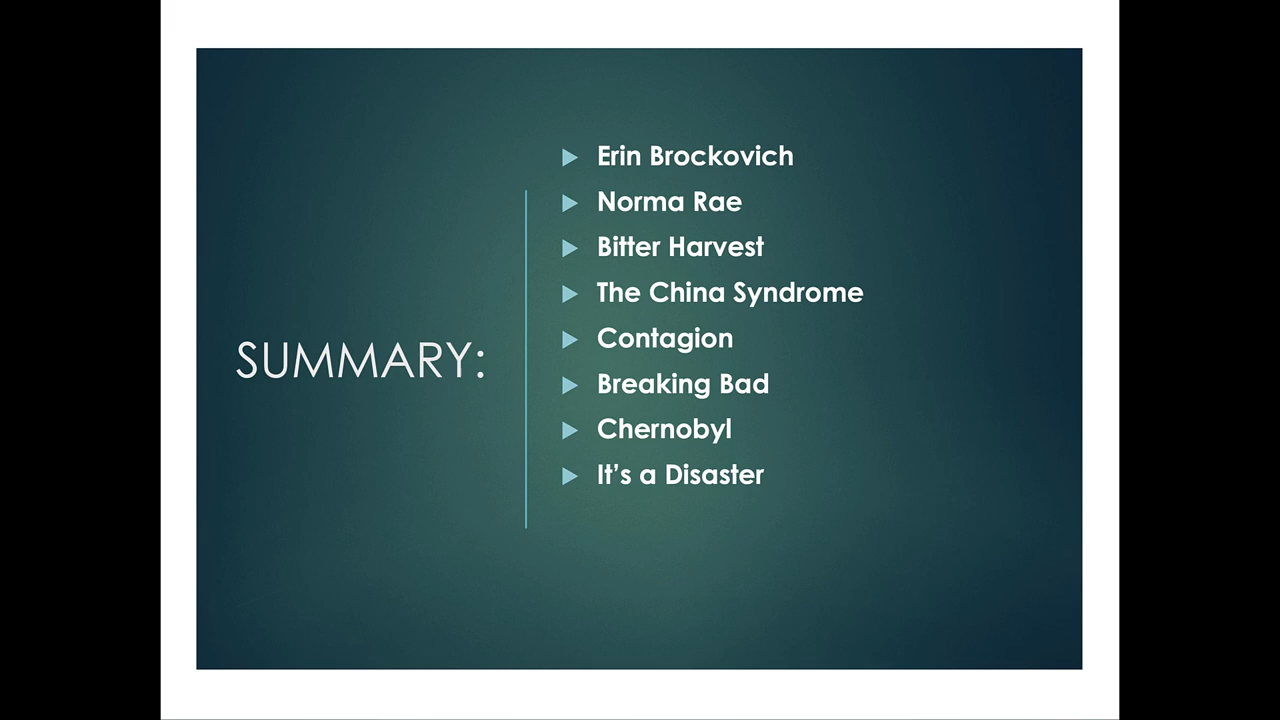 SUMMARY:
Erin Brockovich
Norma Rae
Bitter Harvest
The China Syndrome
Contagion
Breaking Bad
Chernobyl
It’s a Disaster